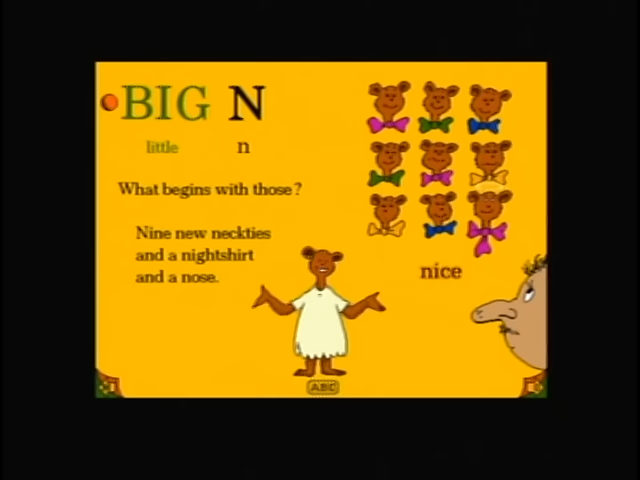 BIG N
little n
What begins with those?
Nine new neckties
and a nightshirt
and a nose.
nice
ABC